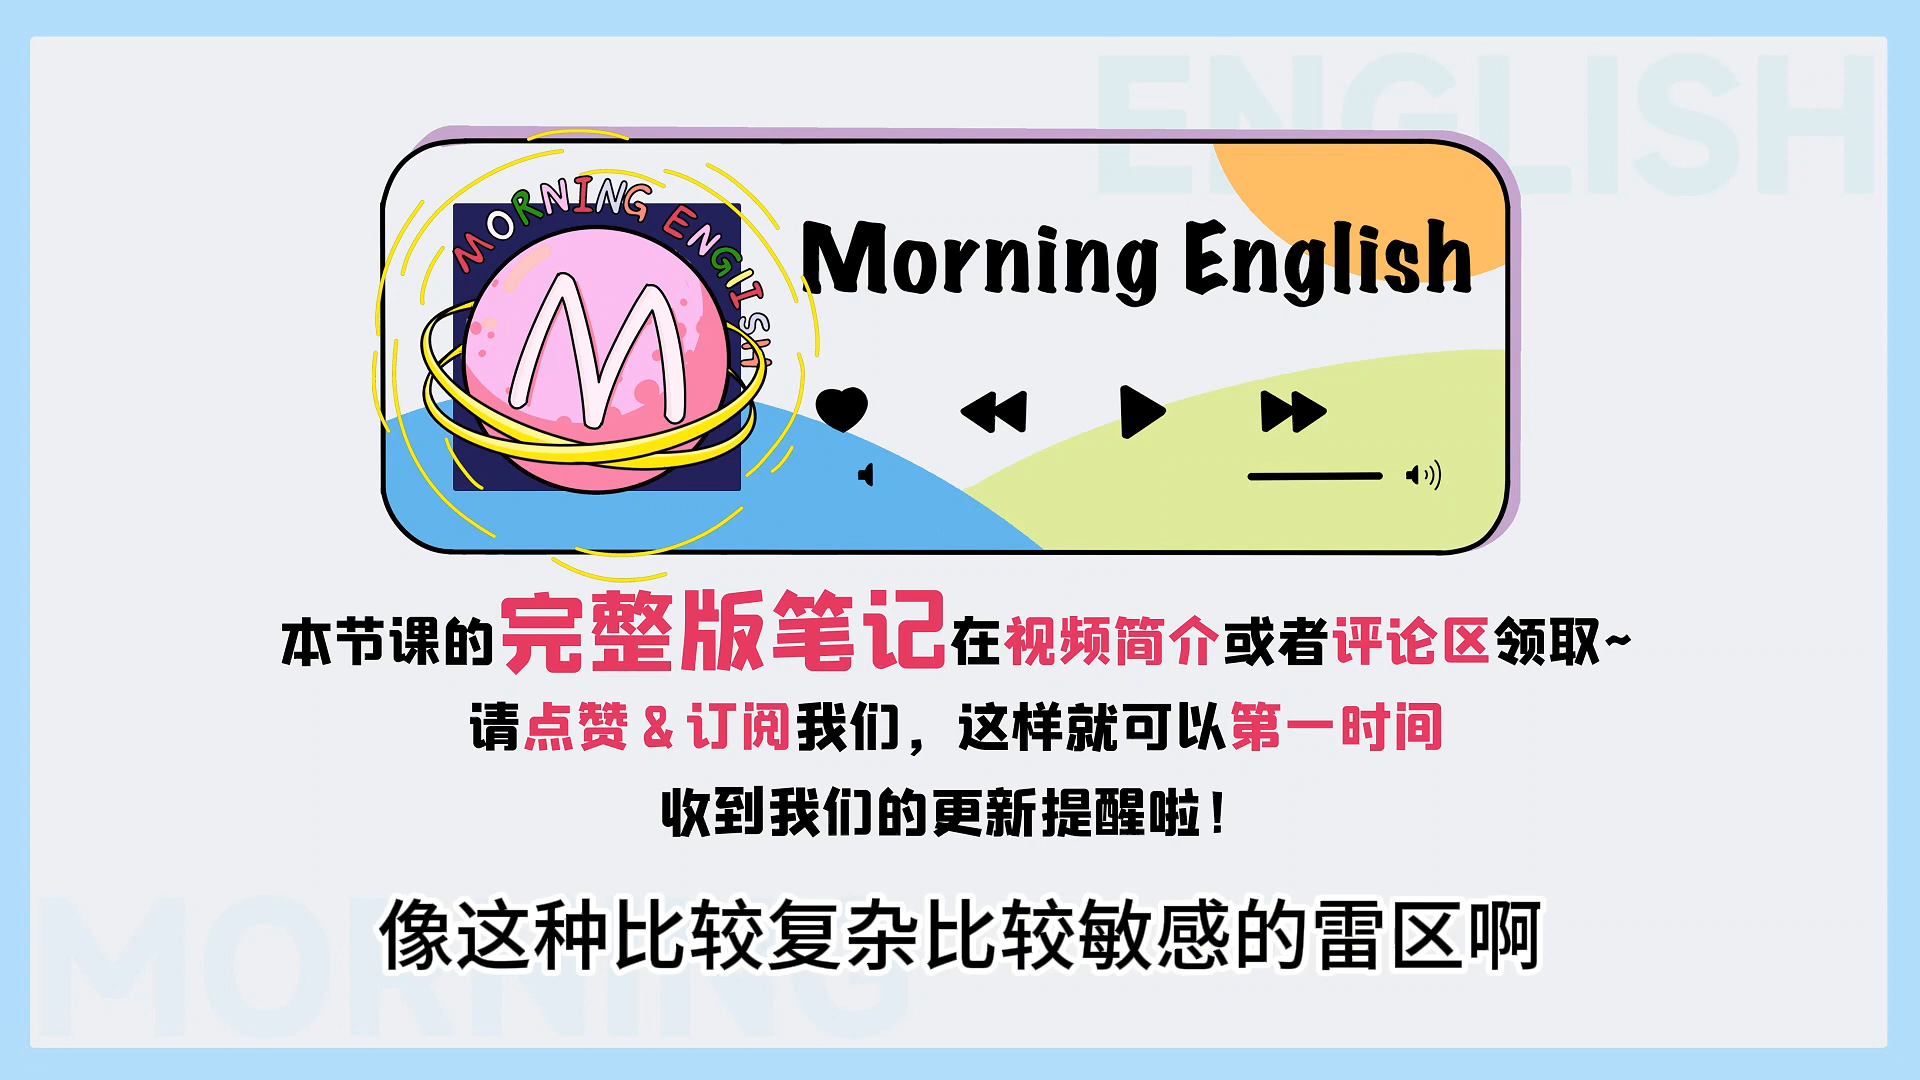 ENGLISH
MORNING ENGLISH
M
Morning English
本节课的完整版笔记在视频简介或者评论区领取~
请点赞&订阅我们，这样就可以第一时间
收到我们的更新提醒啦！
像这种比较复杂比较敏感的雷区啊
MORNING